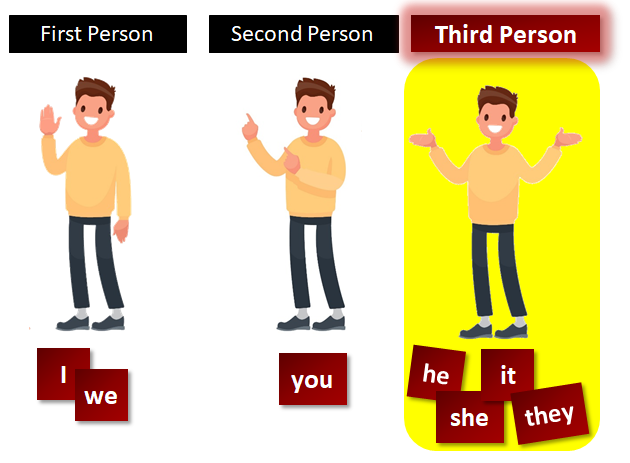 First Person
Second Person
Third Person
I
we
you
he
it
she
they